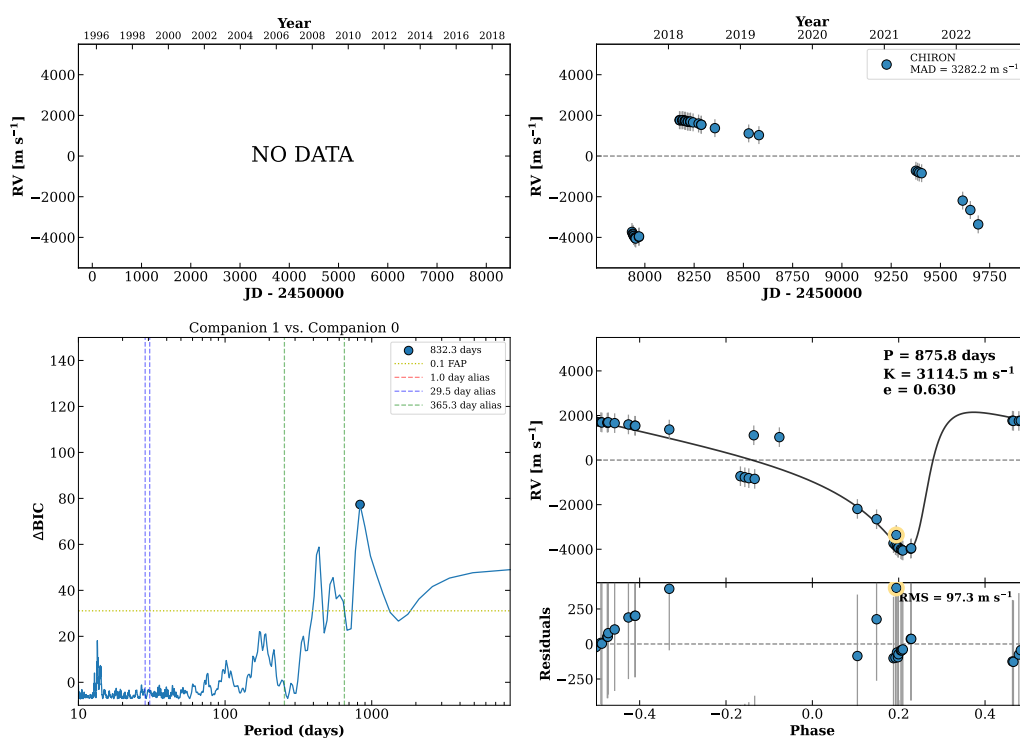 Year
1996 1998 2000 2002 2004 2006 2008 2010 2012 2014 2016 2018
4000
2000
0
−2000
−4000
RV [m s⁻¹]
NO DATA
0 1000 2000 3000 4000 5000 6000 7000 8000
JD - 2450000
Year
2018 2019 2020 2021 2022
4000
2000
0
−2000
−4000
RV [m s⁻¹]
CHIRON
MAD = 3282.2 m s⁻¹
8000 8250 8500 8750 9000 9250 9500 9750
JD - 2450000
Companion 1 vs. Companion 0
140
120
100
80
60
40
20
0
ΔBIC
832.3 days
0.1 FAP
1.0 day alias
29.5 day alias
365.3 day alias
10 100 1000
Period (days)
4000
2000
0
−2000
−4000
RV [m s⁻¹]
P = 875.8 days
K = 3114.5 m s⁻¹
e = 0.630
250
0
−250
Residuals
RMS = 97.3 m s⁻¹
−0.4 −0.2 0.0 0.2 0.4
Phase